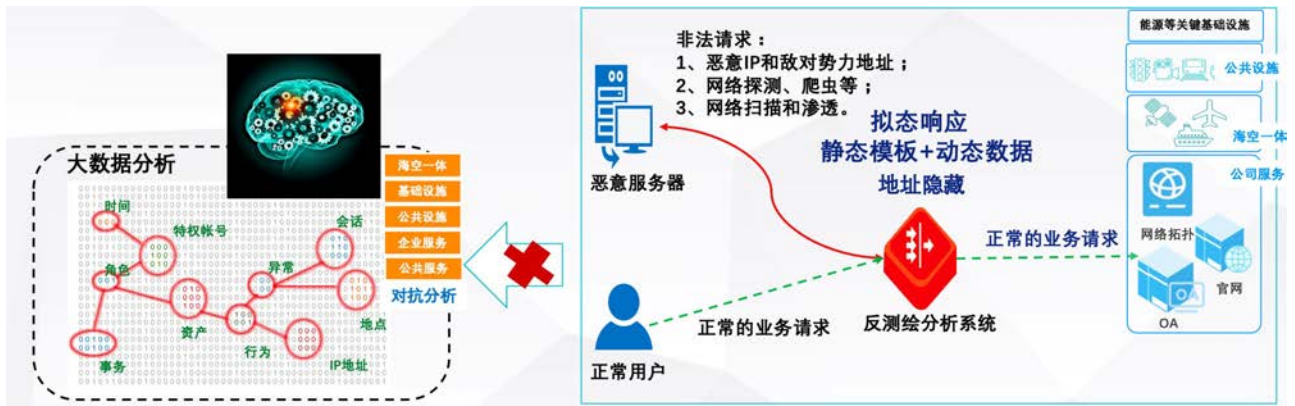 大数据分析
时间
特权帐号
角色
事务
资产
行为
异常
会话
地点
IP地址
海空一体
基础设施
公共设施
企业服务
公共服务
对抗分析
非法请求：
1、恶意IP和敌对势力地址；
2、网络探测、爬虫等；
3、网络扫描和渗透。
恶意服务器
拟态响应
静态模板+动态数据
地址隐藏
正常用户
正常的业务请求
反测绘分析系统
正常的业务请求
能源等关键基础设施
公共设施
海空一体
公司服务
网络拓扑
官网
OA
OA